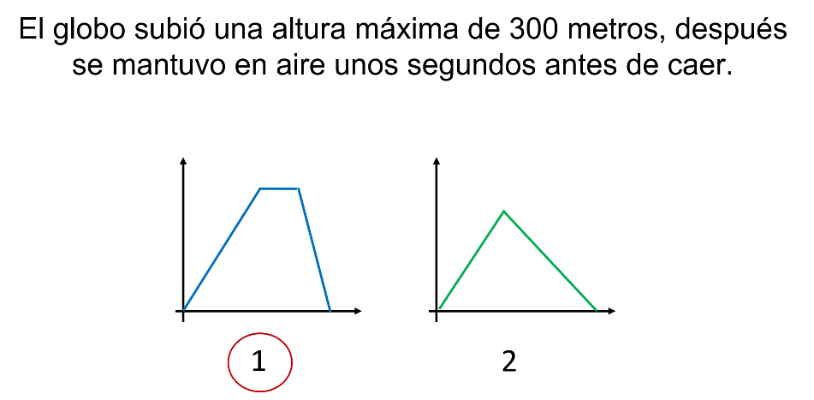 El globo subió una altura máxima de 300 metros, después
se mantuvo en aire unos segundos antes de caer.
1 2